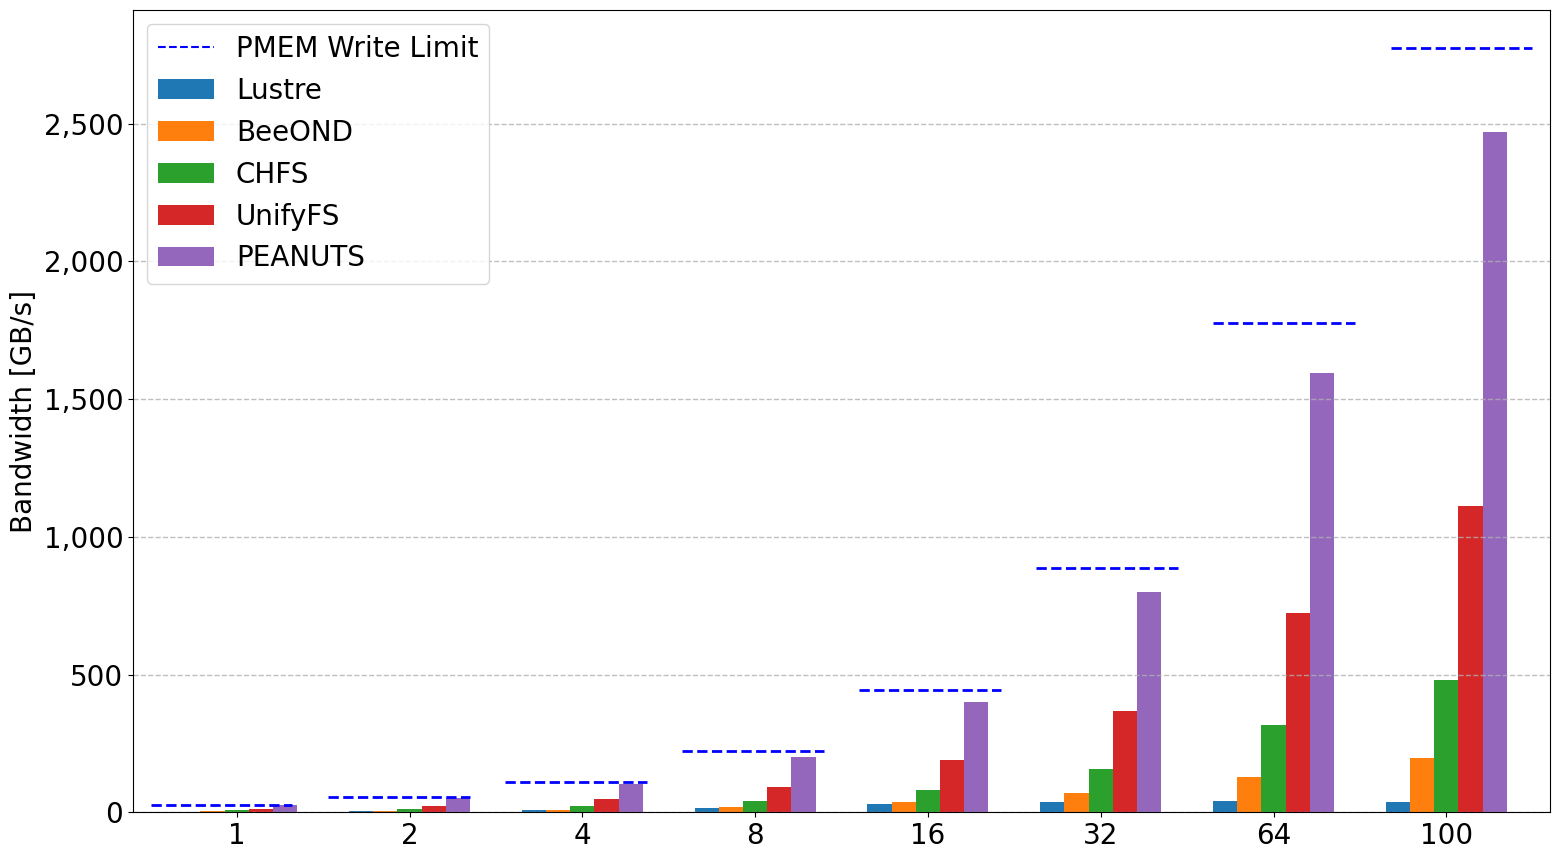 PMEM Write Limit
Lustre
BeeOND
CHFS
UnifyFS
PEANUTS
Bandwidth [GB/s]
2,500
2,000
1,500
1,000
500
0
1 2 4 8 16 32 64 100